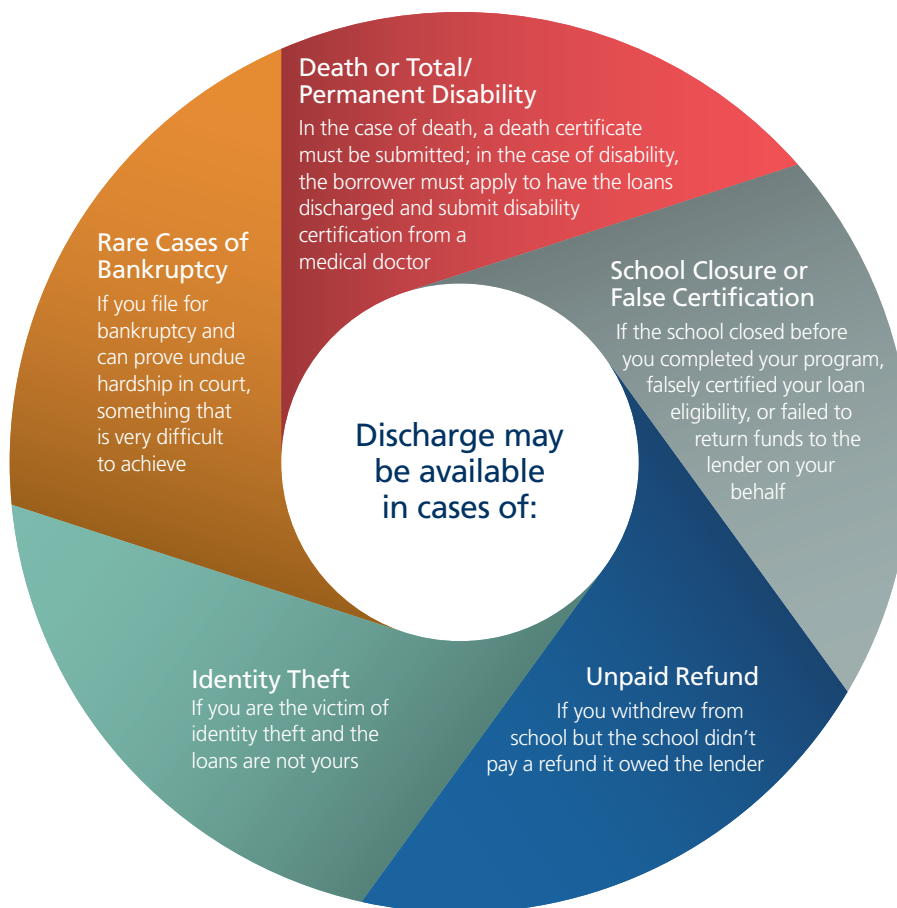 Death or Total/
Permanent Disability
In the case of death, a death certificate
must be submitted; in the case of disability,
the borrower must apply to have the loans
discharged and submit disability
certification from a
medical doctor
School Closure or
False Certification
If the school closed before
you completed your program,
falsely certified your loan
eligibility, or failed to
return funds to the
lender on your
behalf
Unpaid Refund
If you withdrew from
school but the school didn’t
pay a refund it owed the lender
Identity Theft
If you are the victim of
identity theft and the
loans are not yours
Rare Cases of
Bankruptcy
If you file for
bankruptcy and
can prove undue
hardship in court,
something that
is very difficult
to achieve
Discharge may
be available
in cases of: